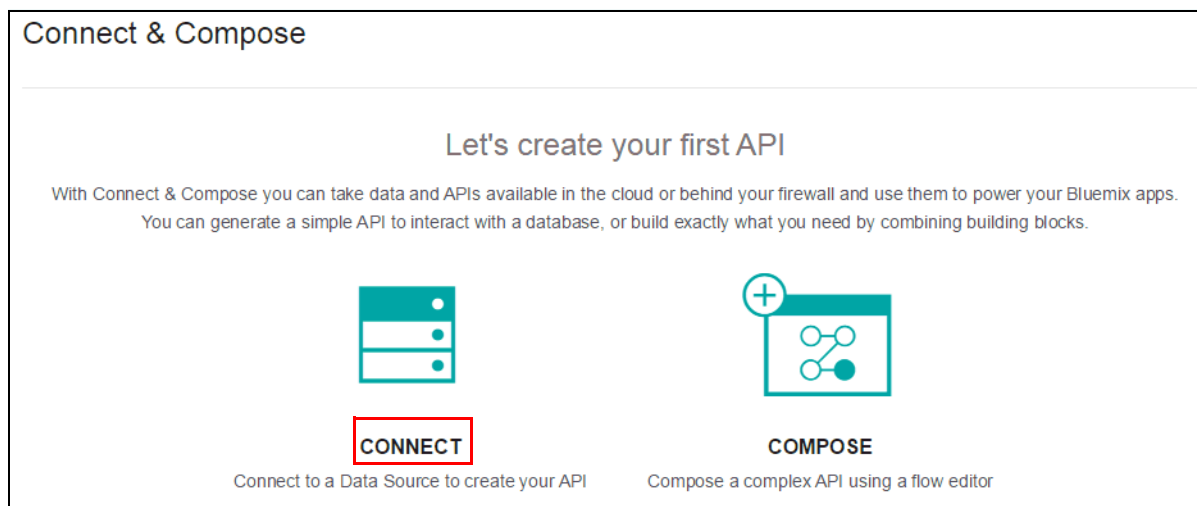 Connect & Compose
Let's create your first API
With Connect & Compose you can take data and APIs available in the cloud or behind your firewall and use them to power your Bluemix apps.
You can generate a simple API to interact with a database, or build exactly what you need by combining building blocks.
CONNECT
Connect to a Data Source to create your API
COMPOSE
Compose a complex API using a flow editor